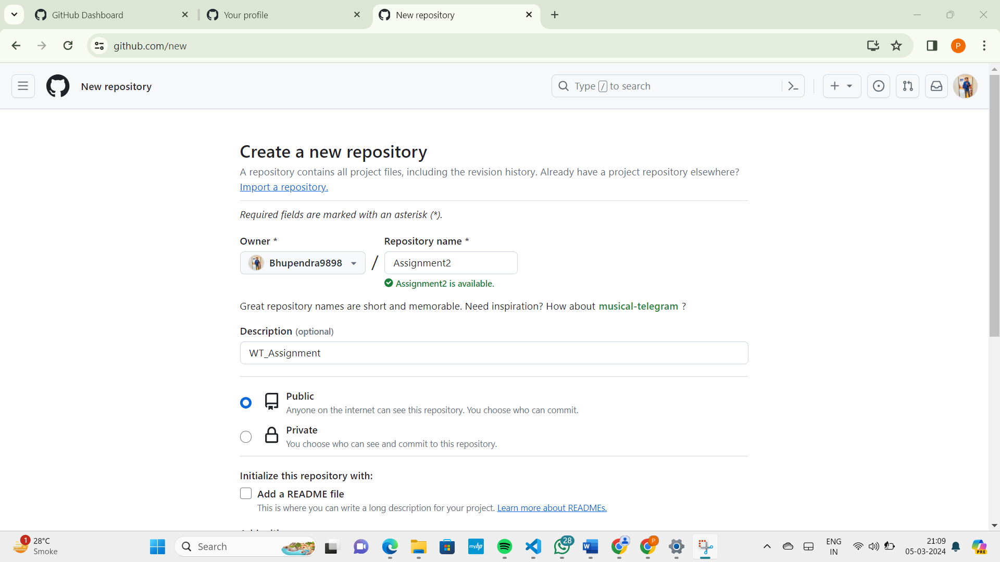 GitHub Dashboard
Your profile
New repository
github.com/new
P
New repository
Type / to search
Create a new repository
A repository contains all project files, including the revision history. Already have a project repository elsewhere?
Import a repository.
Required fields are marked with an asterisk (*).
Owner *
Repository name *
Bhupendra9898
/
Assignment2
Assignment2 is available.
Great repository names are short and memorable. Need inspiration? How about musical-telegram ?
Description (optional)
WT_Assignment
Public
Anyone on the internet can see this repository. You choose who can commit.
Private
You choose who can see and commit to this repository.
Initialize this repository with:
Add a README file
This is where you can write a long description for your project. Learn more about READMEs.
1
28°C
Smoke
Search
myhp
28
W
P
ENG
IN
21:09
05-03-2024
PRE